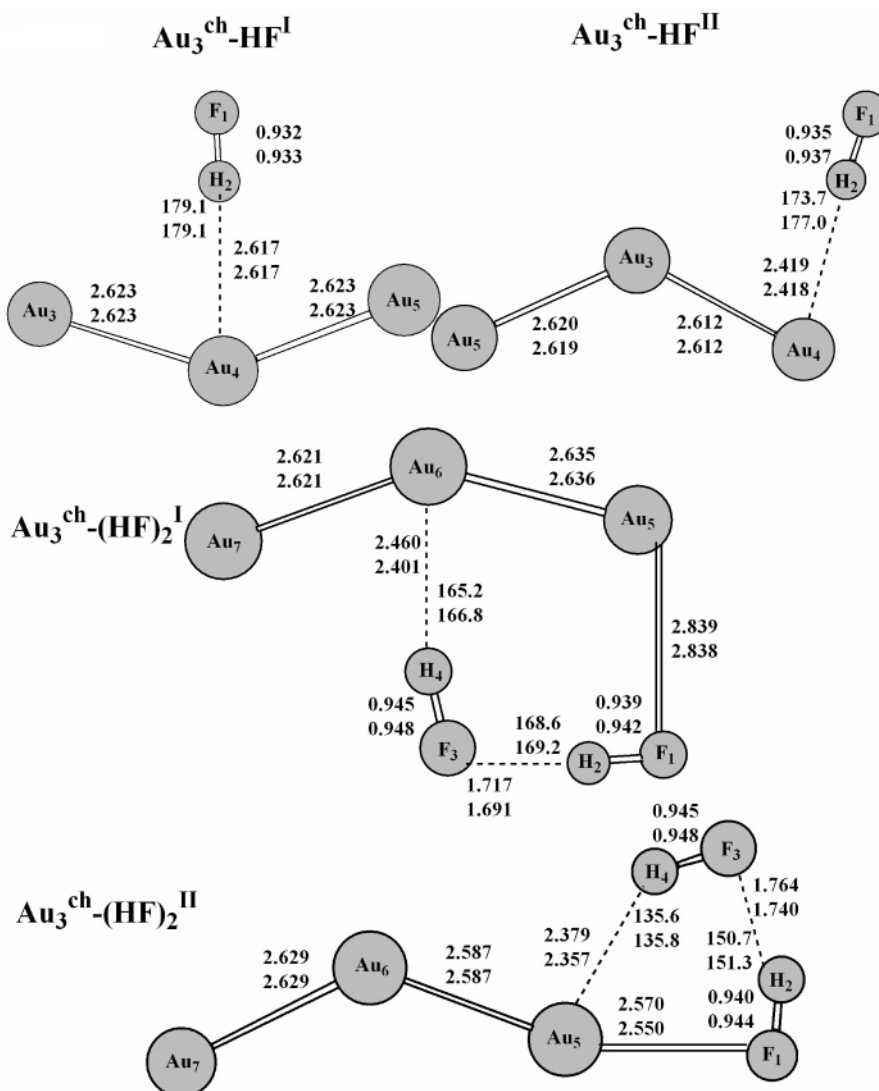 Au₃ᶜʰ-HFᴵ
Au₃ᶜʰ-HFᴵᴵ
F₁
0.932
0.933
H₂
179.1
179.1
2.617
2.617
Au₃
2.623
2.623
2.623
2.623
Au₅
Au₄
F₁
0.935
0.937
H₂
173.7
177.0
Au₃
2.419
2.418
Au₅
2.620
2.619
2.612
2.612
Au₄
Au₃ᶜʰ-(HF)₂ᴵ
2.621
2.621
Au₆
2.635
2.636
Au₇
Au₅
2.460
2.401
165.2
166.8
2.839
2.838
H₄
0.945
0.948
F₃
168.6
169.2
0.939
0.942
H₂
F₁
1.717
1.691
Au₃ᶜʰ-(HF)₂ᴵᴵ
0.945
0.948
F₃
H₄
1.764
1.740
135.6
135.8
2.379
2.357
150.7
151.3
2.629
2.629
Au₆
2.587
2.587
H₂
0.940
0.944
2.570
2.550
Au₇
Au₅
F₁